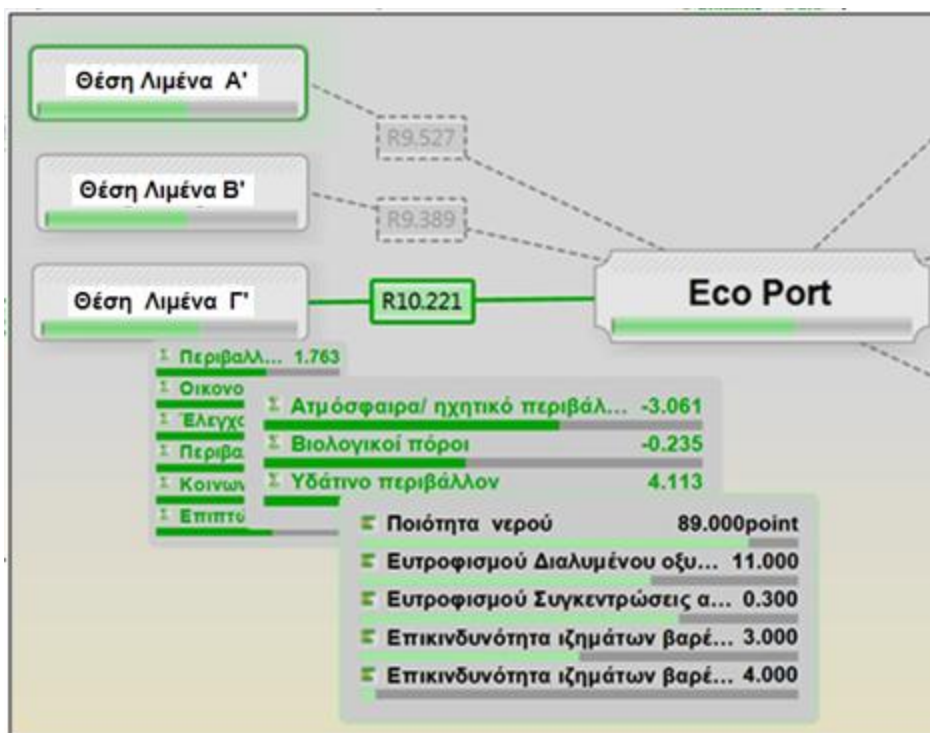 Θέση Λιμένα Α'
R9.527
Θέση Λιμένα Β'
R9.389
Θέση Λιμένα Γ'
R10.221
Eco Port
Σ Περιβαλλ... 1.763
Σ Οικονο
Σ Έλεγχο
Σ Περιβα
Σ Κοινων
Σ Επιπτώ
Σ Ατμόσφαιρα/ ηχητικό περιβάλ... -3.061
Σ Βιολογικοί πόροι -0.235
Σ Υδάτινο περιβάλλον 4.113
Ποιότητα νερού 89.000point
Ευτροφισμού Διαλυμένου οξυ... 11.000
Ευτροφισμού Συγκεντρώσεις α... 0.300
Επικινδυνότητα ιζημάτων βαρέ... 3.000
Επικινδυνότητα ιζημάτων βαρέ... 4.000